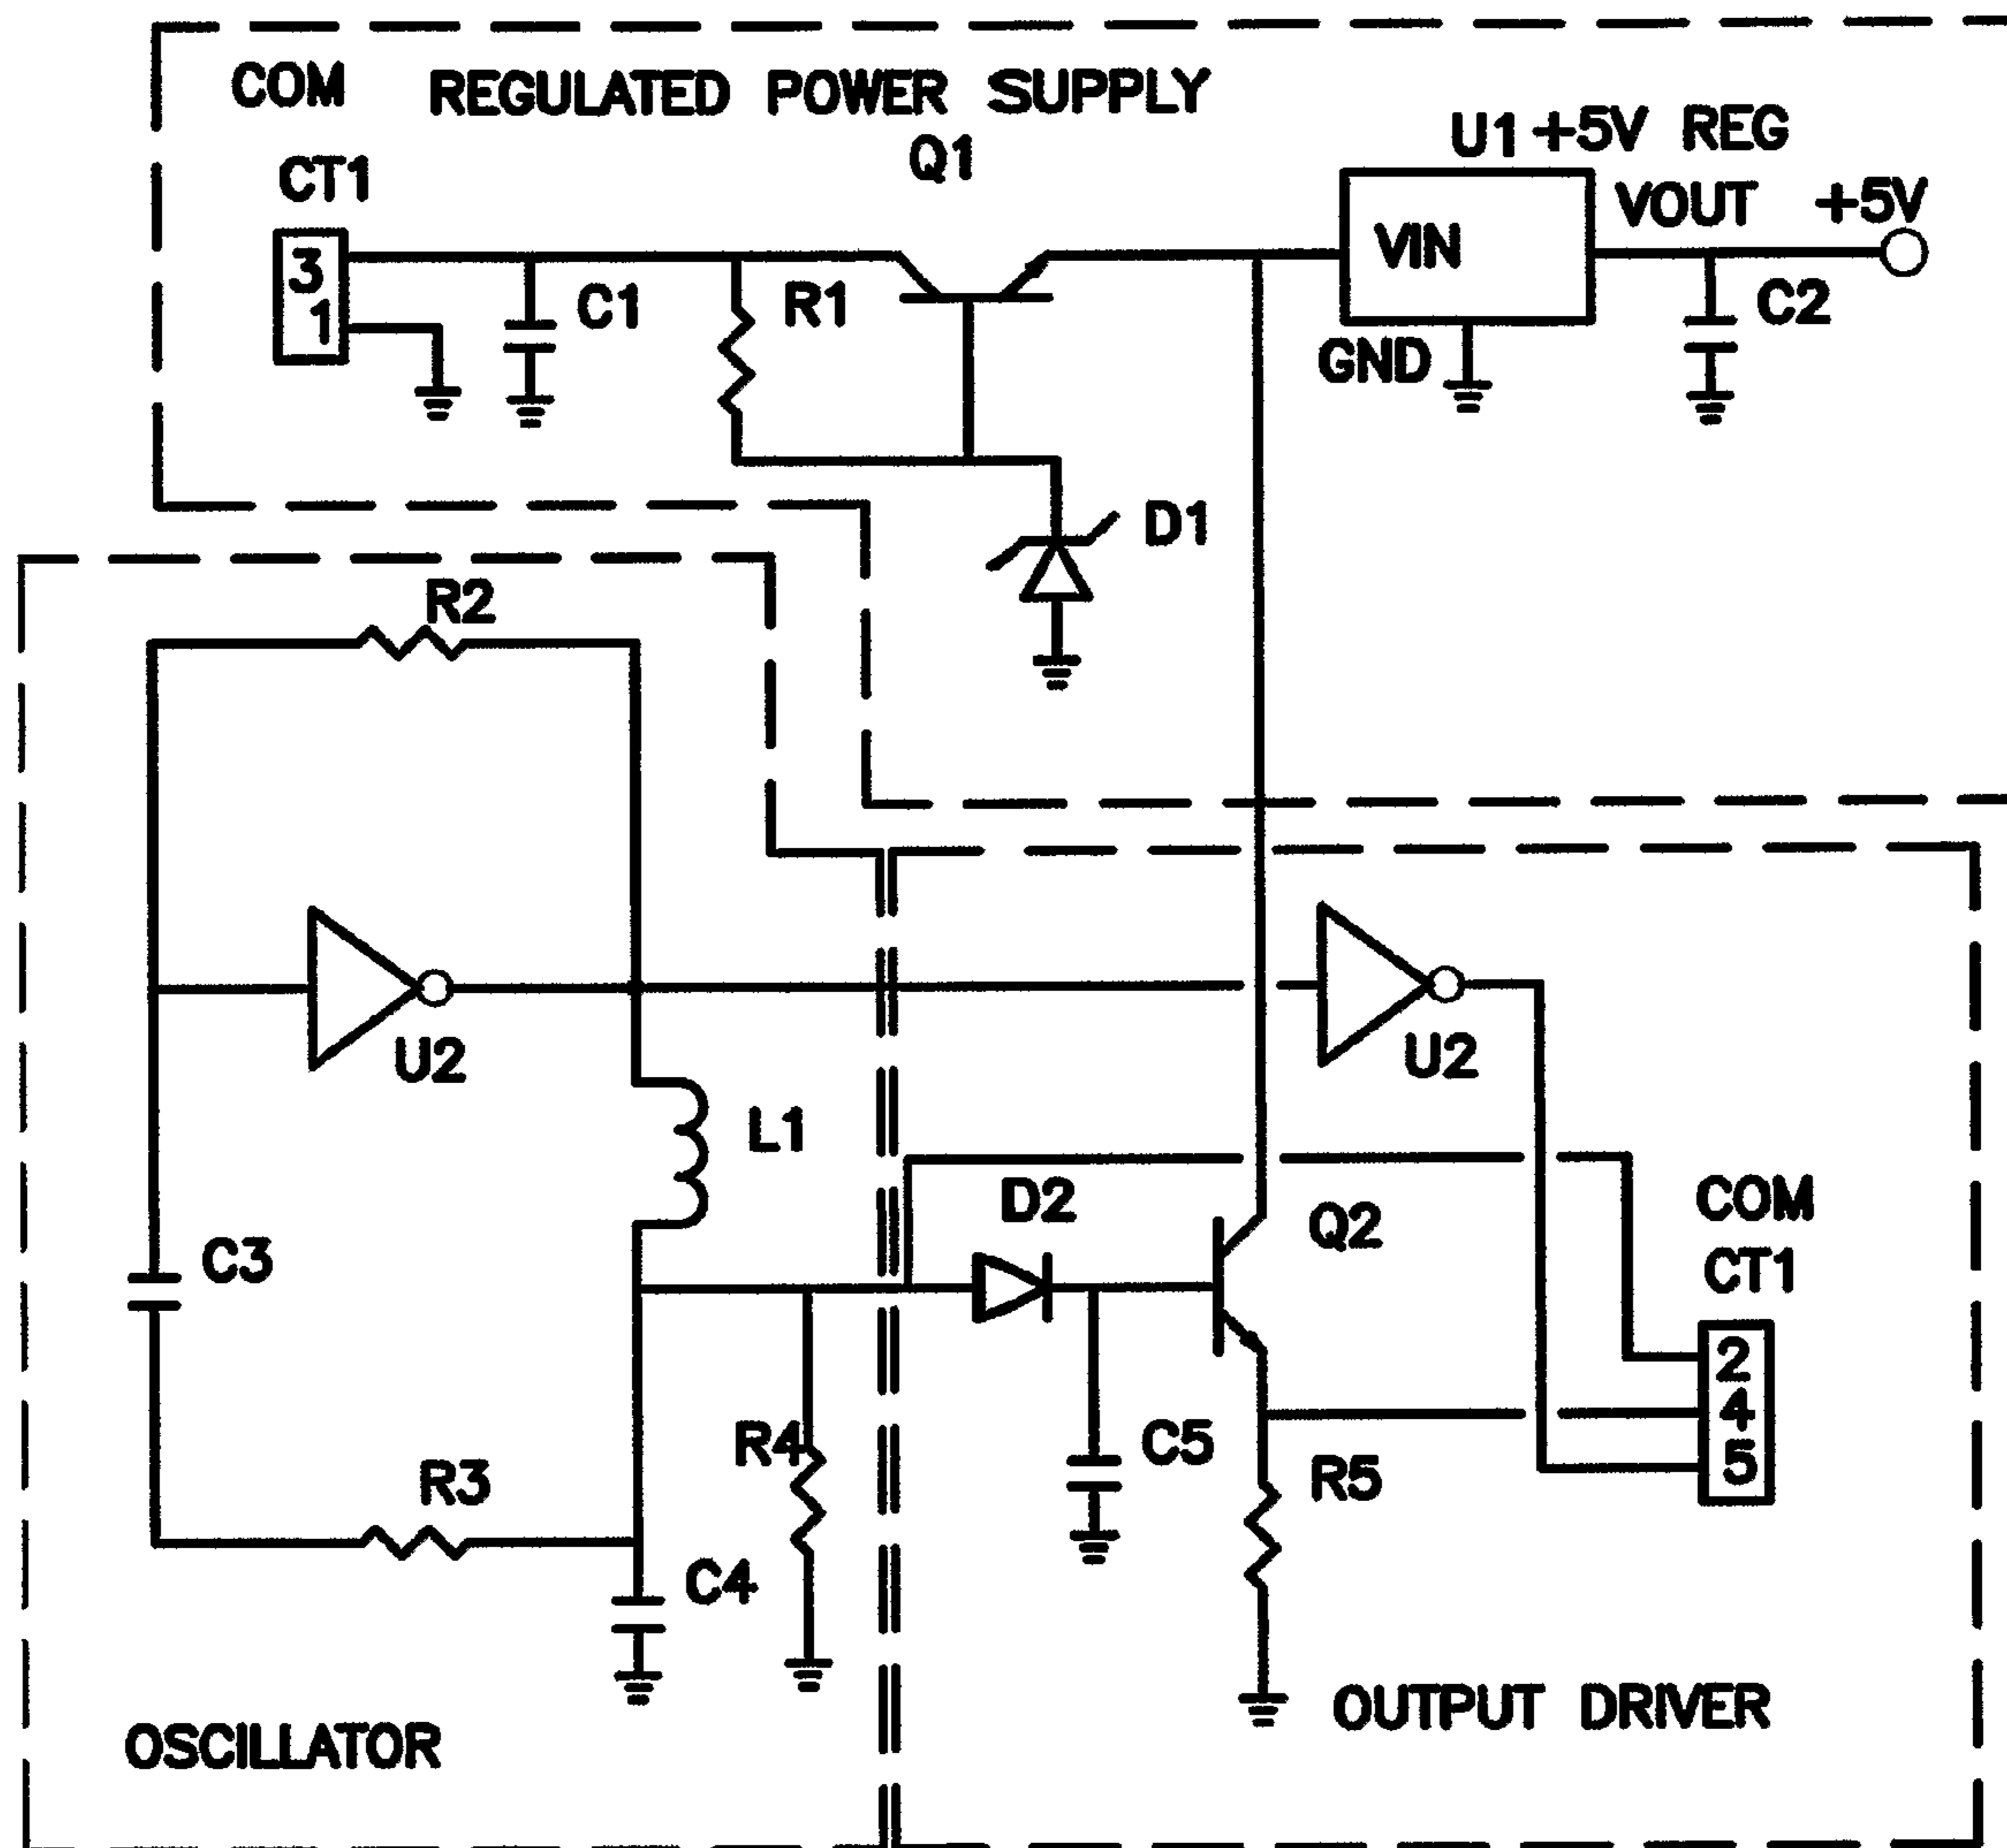 COM REGULATED POWER SUPPLY
U1 +5V REG
Q1
CT1
VOUT +5V
3
VIN
1
C1
R1
C2
GND
D1
R2
U2
U2
L1
D2
COM
Q2
C3
CT1
2
4
R4
C5
5
R3
R5
C4
OUTPUT DRIVER
OSCILLATOR